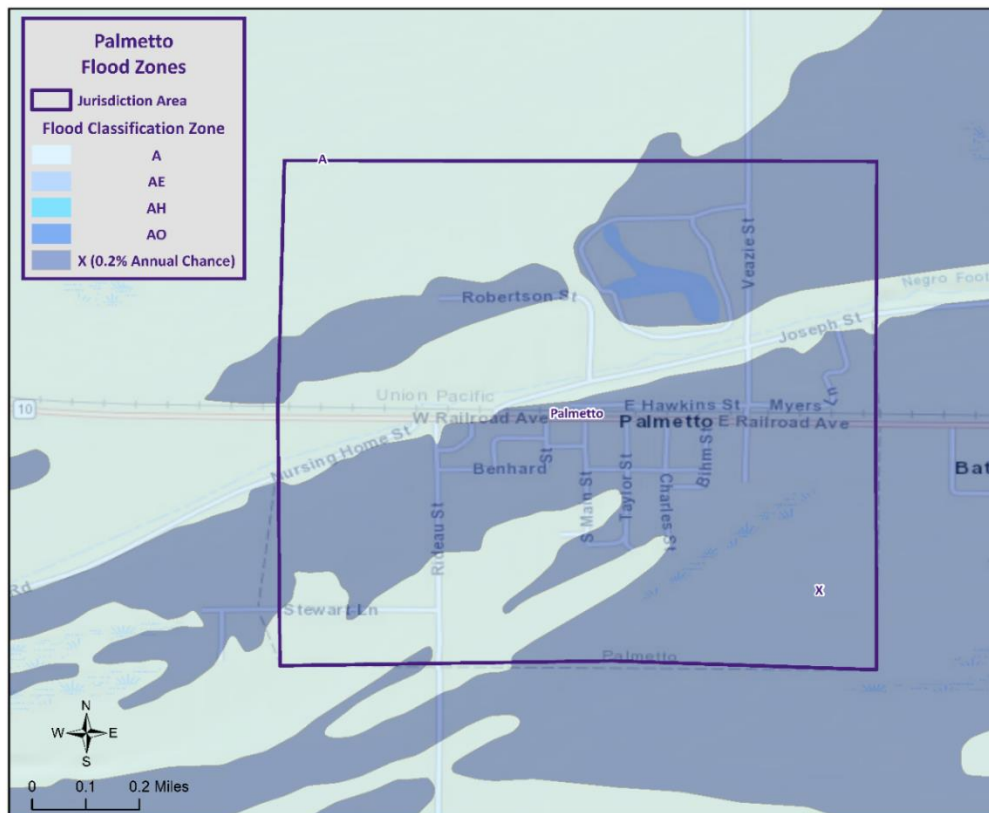 Palmetto
Flood Zones
Jurisdiction Area
Flood Classification Zone
A
AE
AH
AO
X (0.2% Annual Chance)
A
Veazie St
Robertson St
Negro Foot
Joseph St
Union Pacific
10
W Railroad Ave
Palmetto
E Hawkins St
Myers Ln
Palmetto
E Railroad Ave
Nursing Home St
Benhard St
Bihm St
Bat
S Main St
Taylor St
Charles St
Rideau St
Rd
X
Stewart Ln
Palmetto
N
W E
S
0 0.1 0.2 Miles